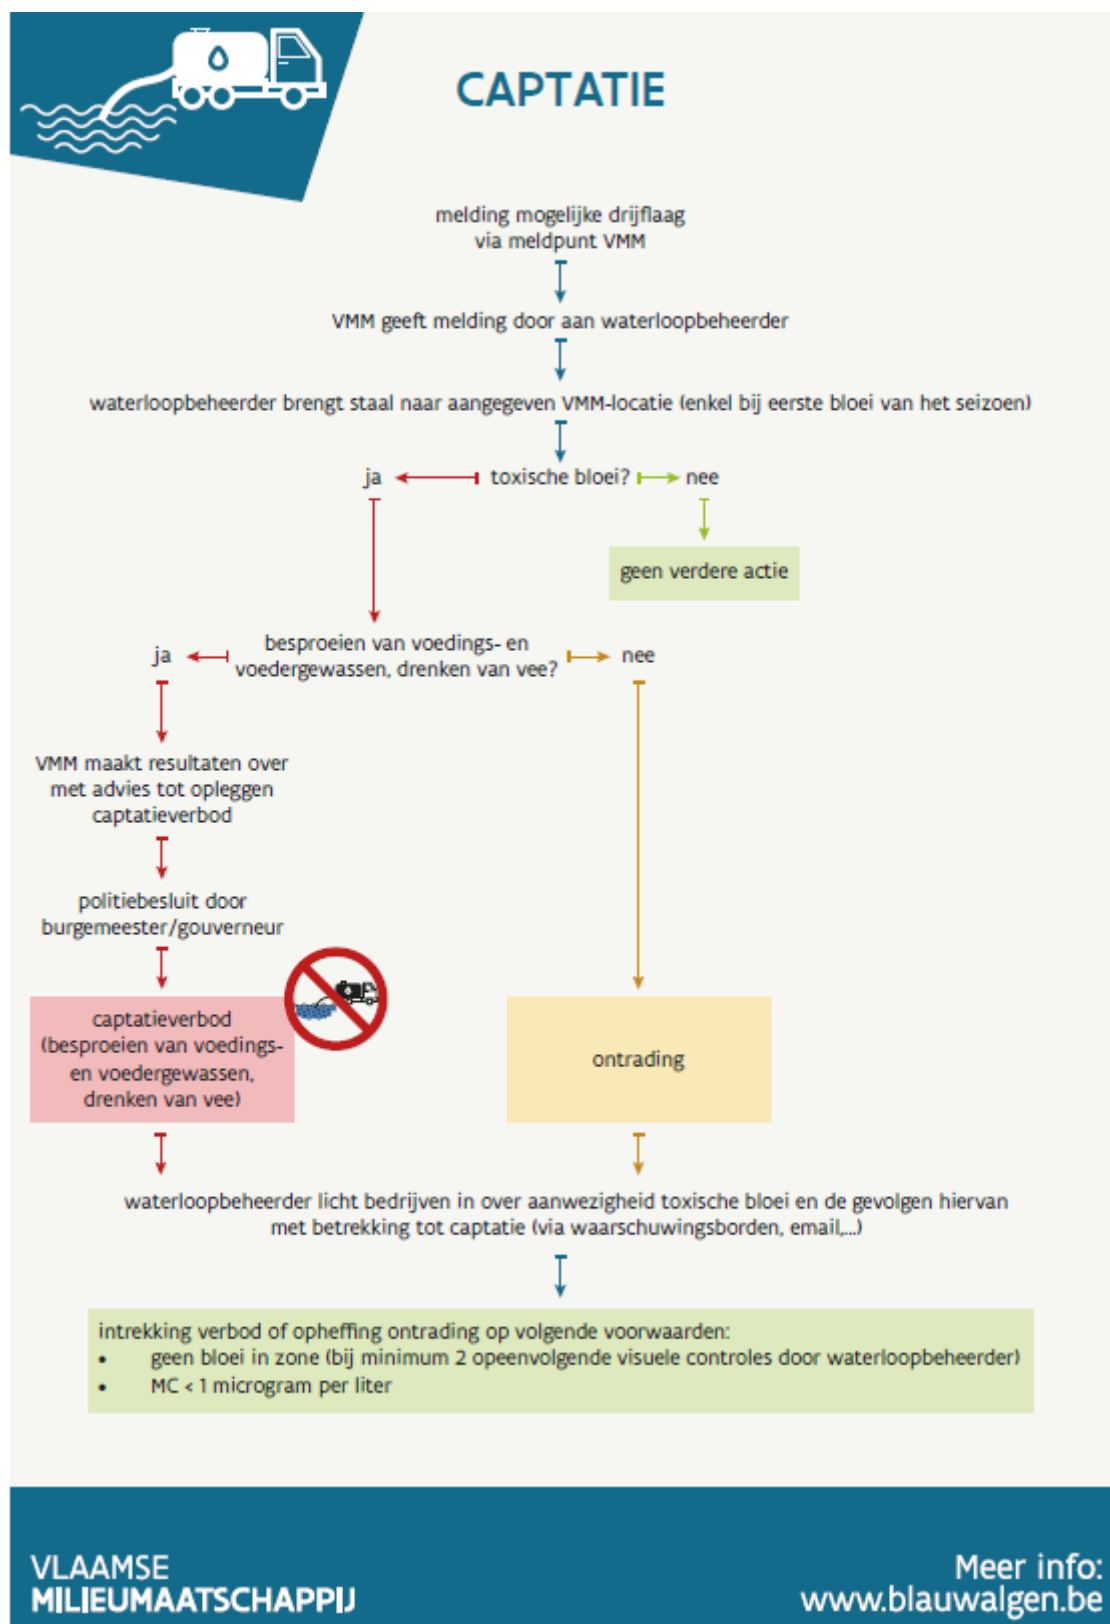 CAPTATIE
melding mogelijke drijflaag
via meldpunt VMM
VMM geeft melding door aan waterloopbeheerder
waterloopbeheerder brengt staal naar aangegeven VMM-locatie (enkel bij eerste bloei van het seizoen)
ja
toxische bloei?
nee
geen verdere actie
ja
besproeien van voedings- en
voedergewassen, drenken van vee?
nee
VMM maakt resultaten over
met advies tot opleggen
captatieverbod
politiebesluit door
burgemeester/gouverneur
captatieverbod
(besproeien van voedings-
en voedergewassen,
drenken van vee)
ontrading
waterloopbeheerder licht bedrijven in over aanwezigheid toxische bloei en de gevolgen hiervan
met betrekking tot captatie (via waarschuwingsborden, email,...)
intrekking verbod of opheffing ontrading op volgende voorwaarden:
• geen bloei in zone (bij minimum 2 opeenvolgende visuele controles door waterloopbeheerder)
• MC < 1 microgram per liter
VLAAMSE
MILIEUMAATSCHAPPIJ
Meer info:
www.blauwalgen.be